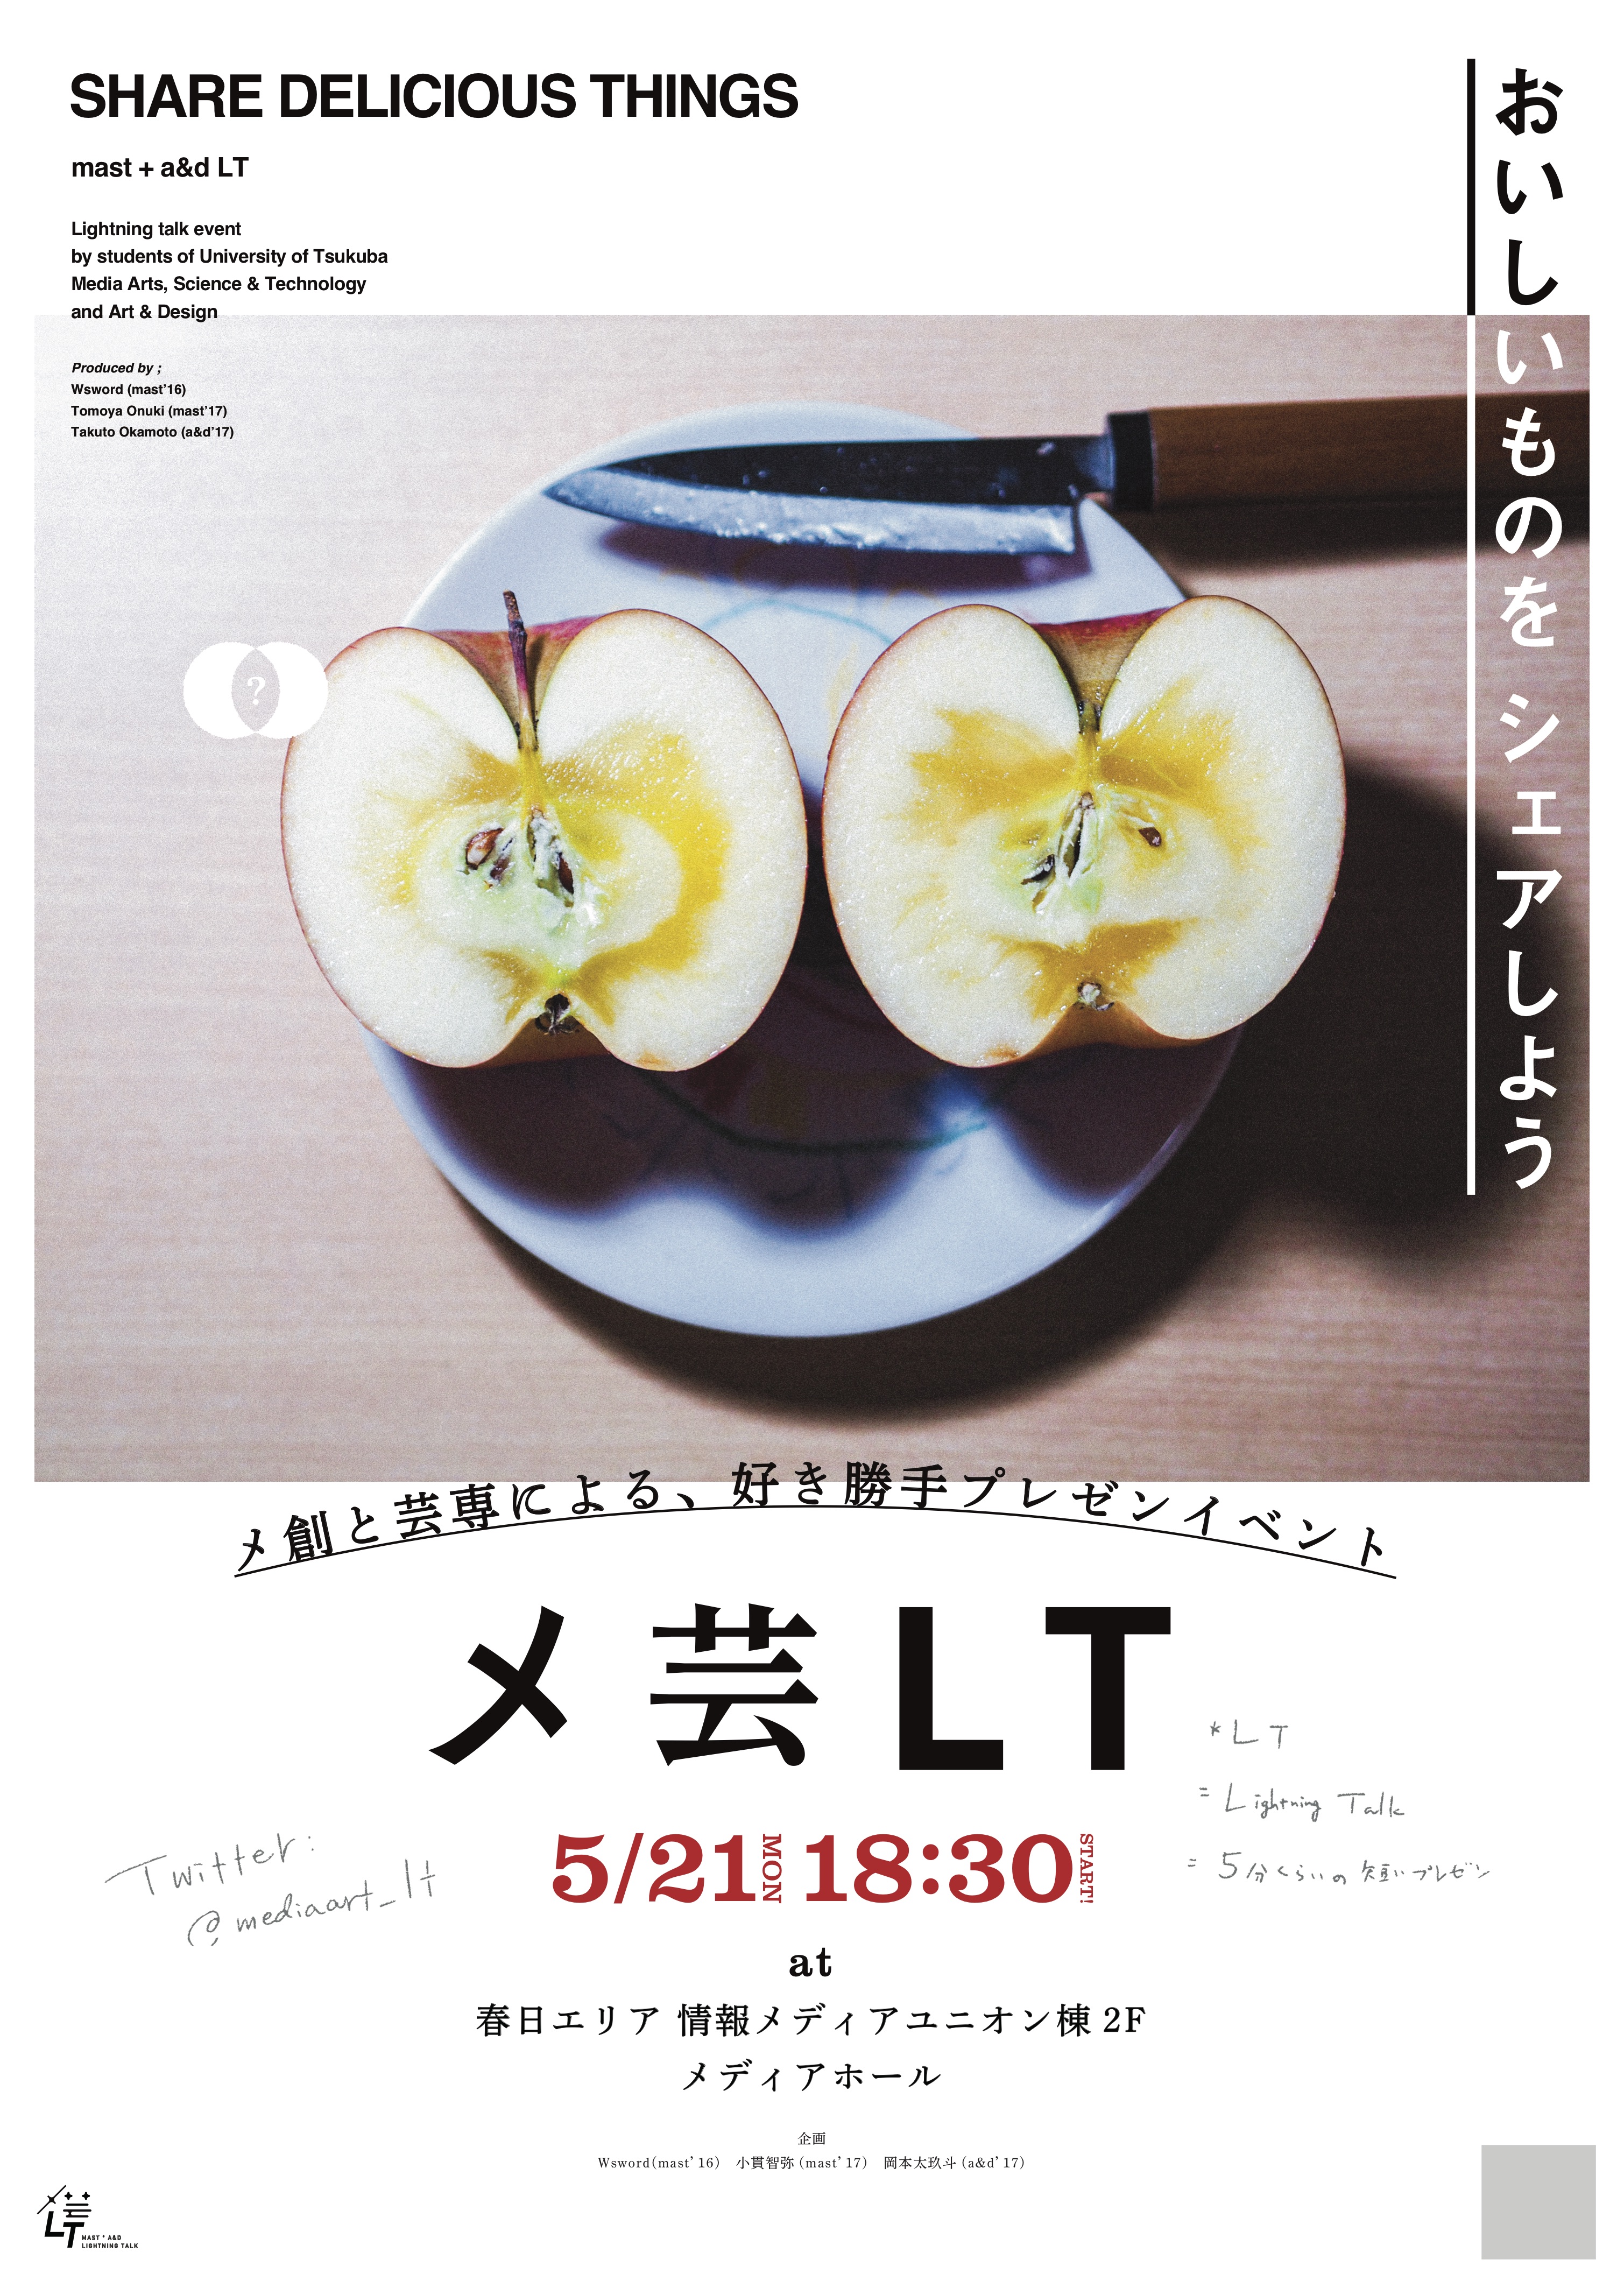 SHARE DELICIOUS THINGS
mast + a&d LT
Lightning talk event
by students of University of Tsukuba
Media Arts, Science & Technology
and Art & Design
Produced by ;
Wsword (mast’16)
Tomoya Onuki (mast’17)
Takuto Okamoto (a&d’17)
おいしいものを シェアしよう
?
メ創と芸専による、好き勝手プレゼンイベント
メ芸LT
*LT
= Lightning Talk
= 5分くらいの 短いプレゼン
Twitter:
@mediaart_lt
5/21 MON 18:30 START!
at
春日エリア 情報メディアユニオン棟 2F
メディアホール
企画
Wsword(mast’16) 小貫智弥(mast’17) 岡本太玖斗(a&d’17)
メ芸
LT
MAST * A&D
LIGHTNING TALK